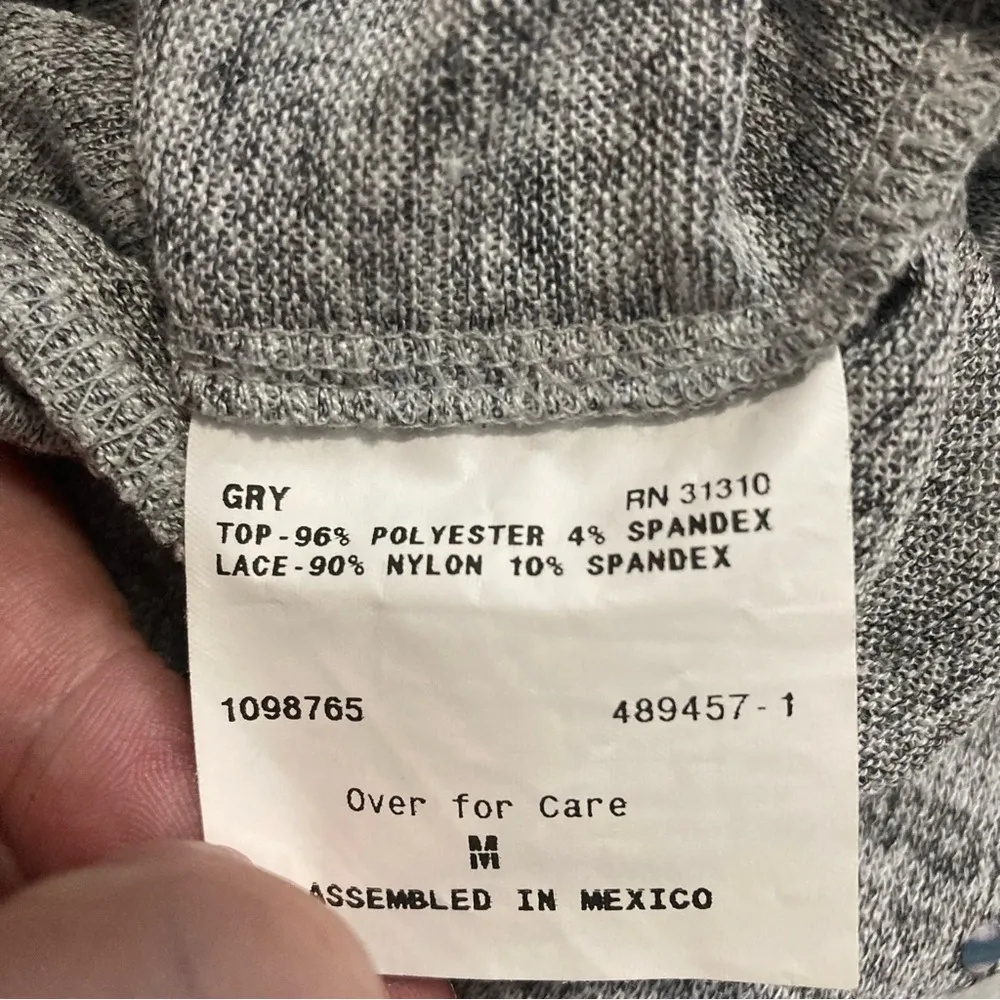 GRY RN 31310
TOP-96% POLYESTER 4% SPANDEX
LACE-90% NYLON 10% SPANDEX
1098765 489457-1
Over for Care
M
ASSEMBLED IN MEXICO